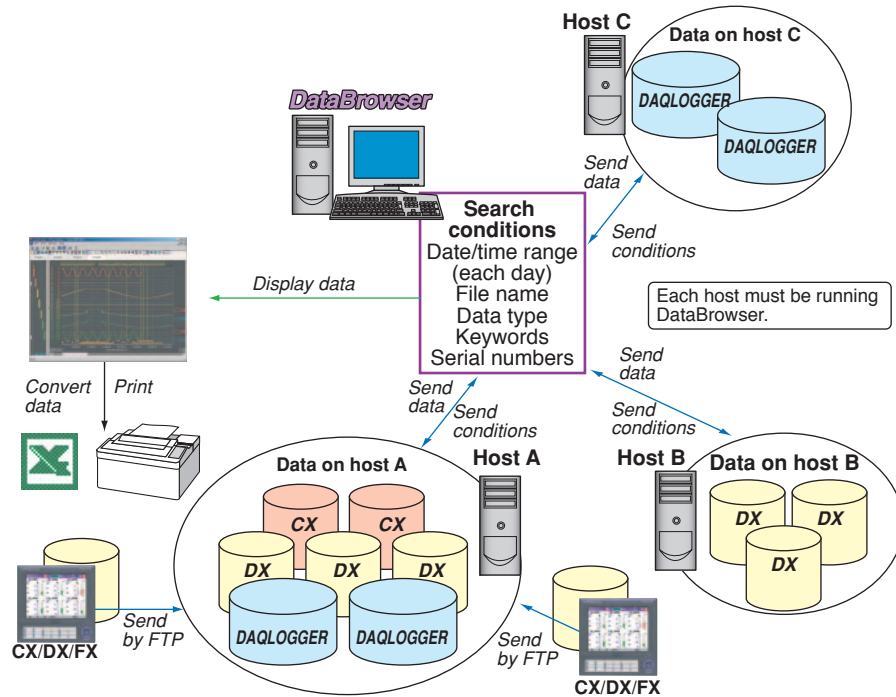 Host C
Data on host C
DAQLOGGER
DAQLOGGER
DataBrowser
Send
data
Send
conditions
Search
conditions
Date/time range
(each day)
File name
Data type
Keywords
Serial numbers
Display data
Each host must be running
DataBrowser.
Convert
data
Print
Send
data
Send
conditions
Send
data
Send
conditions
Data on host A
Host A
CX
CX
DX
DX
DX
DAQLOGGER
DAQLOGGER
Host B
Data on host B
DX
DX
DX
Send
by FTP
CX/DX/FX
Send
by FTP
CX/DX/FX